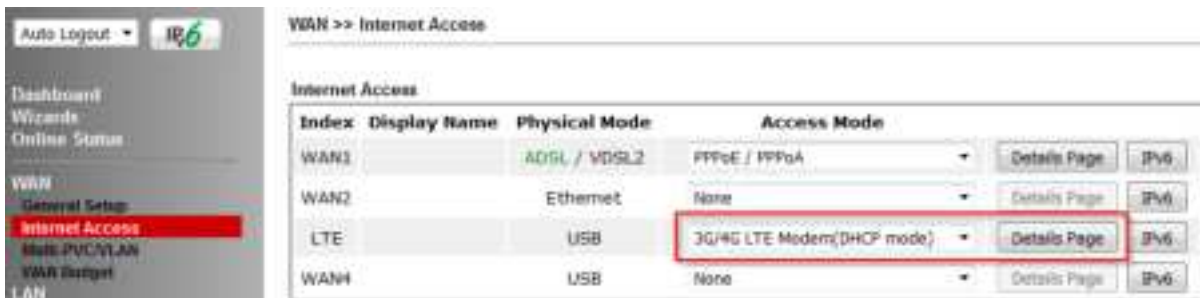 Auto Logout IPv6
WAN >> Internet Access
Dashboard
Wizards
Online Status
WAN
General Setup
Internet Access
Multi-PVC/VLAN
WAN Budget
LAN
Internet Access
Index Display Name Physical Mode Access Mode
WAN1 ADSL / VDSL2 PPPoE / PPPoA Details Page IPv6
WAN2 Ethernet None Details Page IPv6
LTE USB 3G/4G LTE Modem(DHCP mode) Details Page IPv6
WAN4 USB None Details Page IPv6